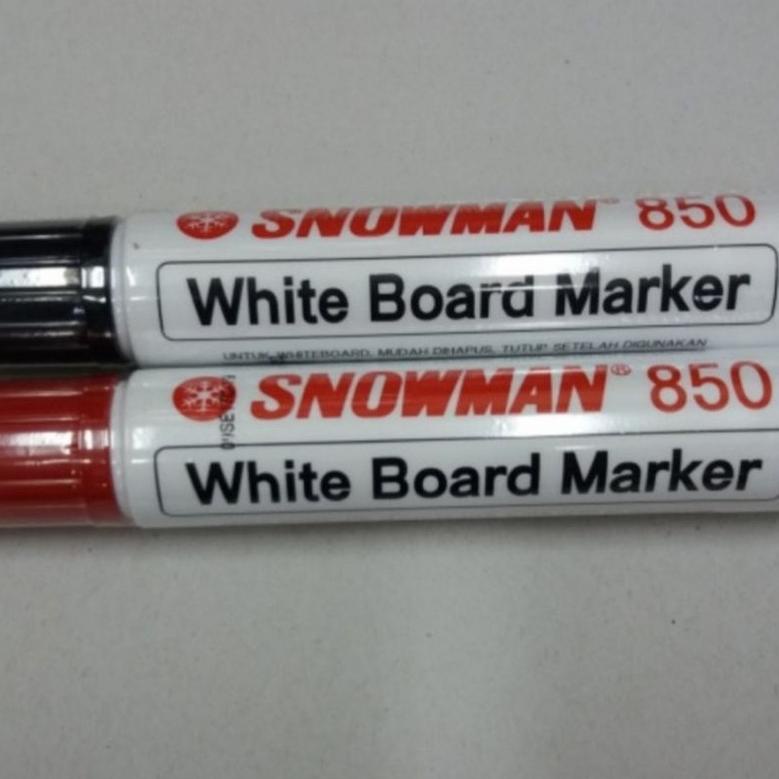 SNOWMAN® 850
White Board Marker
UNTUK WHITEBOARD. MUDAH DIHAPUS, TUTUP SETELAH DIGUNAKAN
SNOWMAN® 850
White Board Marker